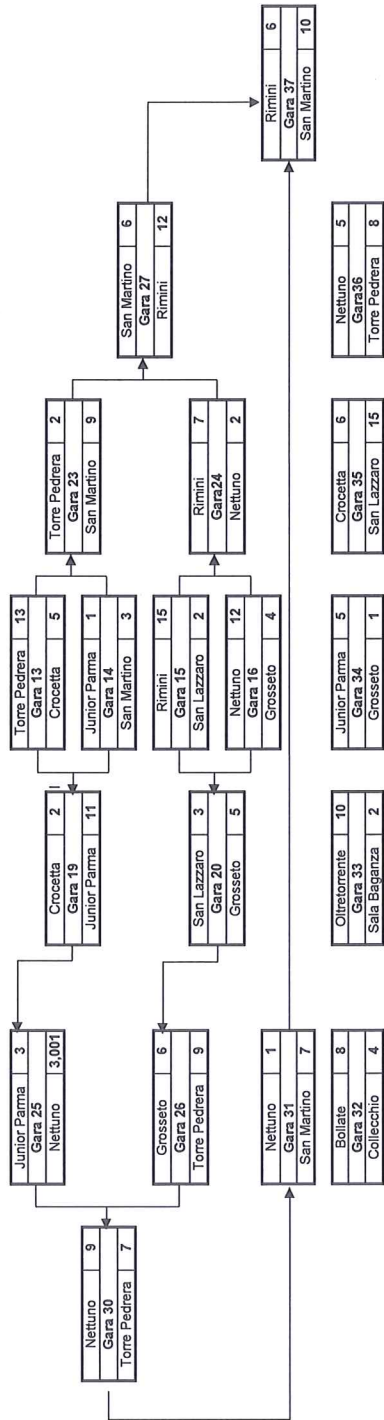 Rimini 6
Gara 37
San Martino 10
San Martino 6
Gara 27
Rimini 12
Torre Pedrera 2
Gara 23
San Martino 9
Rimini 7
Gara24
Nettuno 2
Torre Pedrera 13
Gara 13
Crocetta 5
Junior Parma 1
Gara 14
San Martino 3
Rimini 15
Gara 15
San Lazzaro 2
Nettuno 12
Gara 16
Grosseto 4
Crocetta 2
Gara 19
Junior Parma 11
San Lazzaro 3
Gara 20
Grosseto 5
Junior Parma 3
Gara 25
Nettuno 3,001
Grosseto 6
Gara 26
Torre Pedrera 9
Nettuno 9
Gara 30
Torre Pedrera 7
Nettuno 1
Gara 31
San Martino 7
Bollate 8
Gara 32
Collecchio 4
Oltretorrente 10
Gara 33
Sala Baganza 2
Junior Parma 5
Gara 34
Grosseto 1
Crocetta 6
Gara 35
San Lazzaro 15
Nettuno 5
Gara36
Torre Pedrera 8